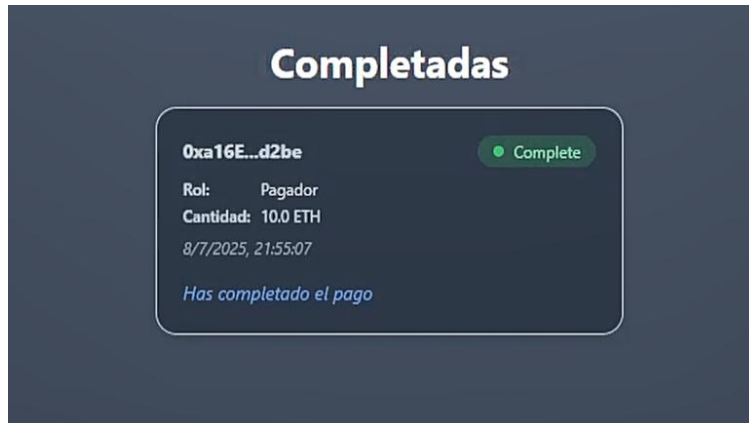 Completadas
0xa16E...d2be
Complete
Rol: Pagador
Cantidad: 10.0 ETH
8/7/2025, 21:55:07
Has completado el pago